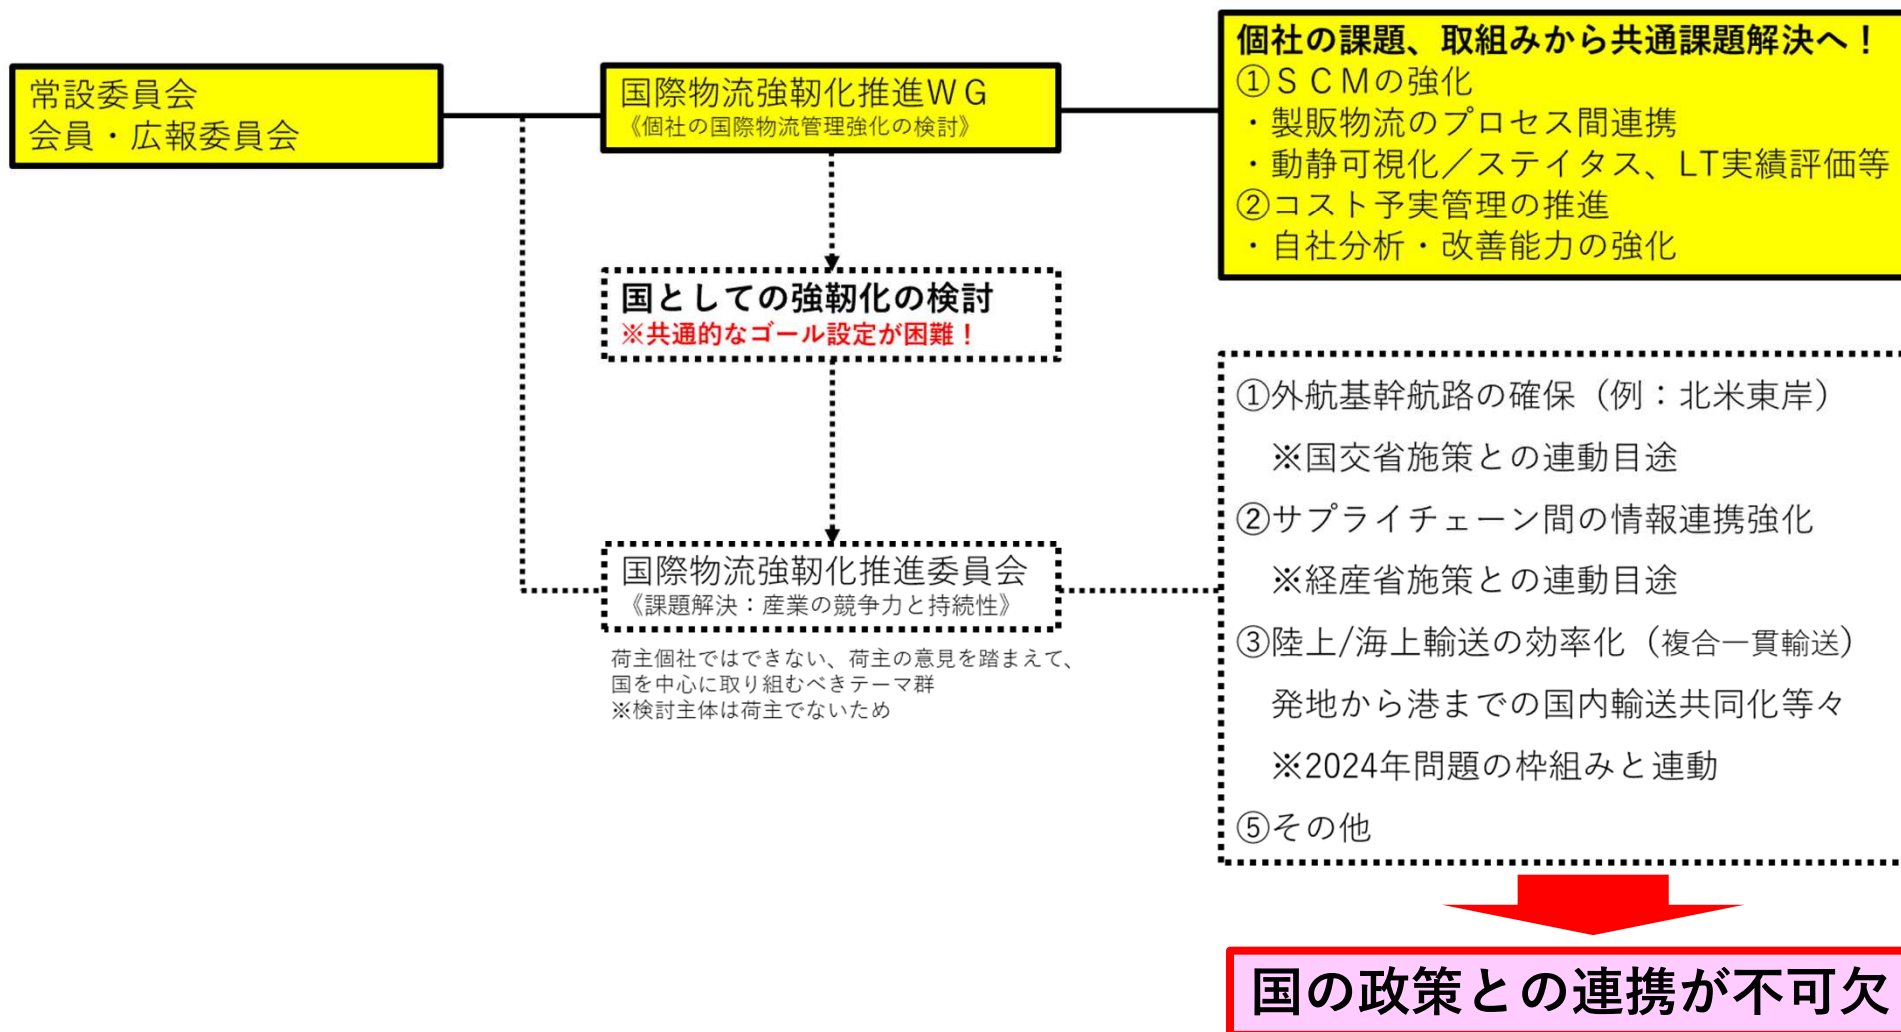 常設委員会
会員・広報委員会
国際物流強靭化推進ＷＧ
《個社の国際物流管理強化の検討》
個社の課題、取組みから共通課題解決へ！
①ＳＣＭの強化
・製販物流のプロセス間連携
・動静可視化／ステイタス、LT実績評価等
②コスト予実管理の推進
・自社分析・改善能力の強化
国としての強靭化の検討
※共通的なゴール設定が困難！
国際物流強靭化推進委員会
《課題解決：産業の競争力と持続性》
荷主個社ではできない、荷主の意見を踏まえて、
国を中心に取り組むべきテーマ群
※検討主体は荷主でないため
①外航基幹航路の確保（例：北米東岸）
※国交省施策との連動目途
②サプライチェーン間の情報連携強化
※経産省施策との連動目途
③陸上/海上輸送の効率化（複合一貫輸送）
発地から港までの国内輸送共同化等々
※2024年問題の枠組みと連動
⑤その他
国の政策との連携が不可欠